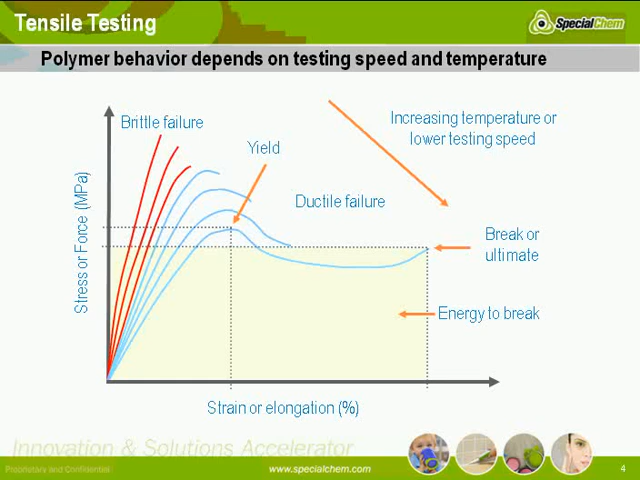 Tensile Testing
SpecialChem
Polymer behavior depends on testing speed and temperature
Brittle failure
Increasing temperature or
lower testing speed
Yield
Ductile failure
Break or
ultimate
Stress or Force (MPa)
Energy to break
Strain or elongation (%)
Innovation & Solutions Accelerator
Proprietary and Confidential
www.specialchem.com
4